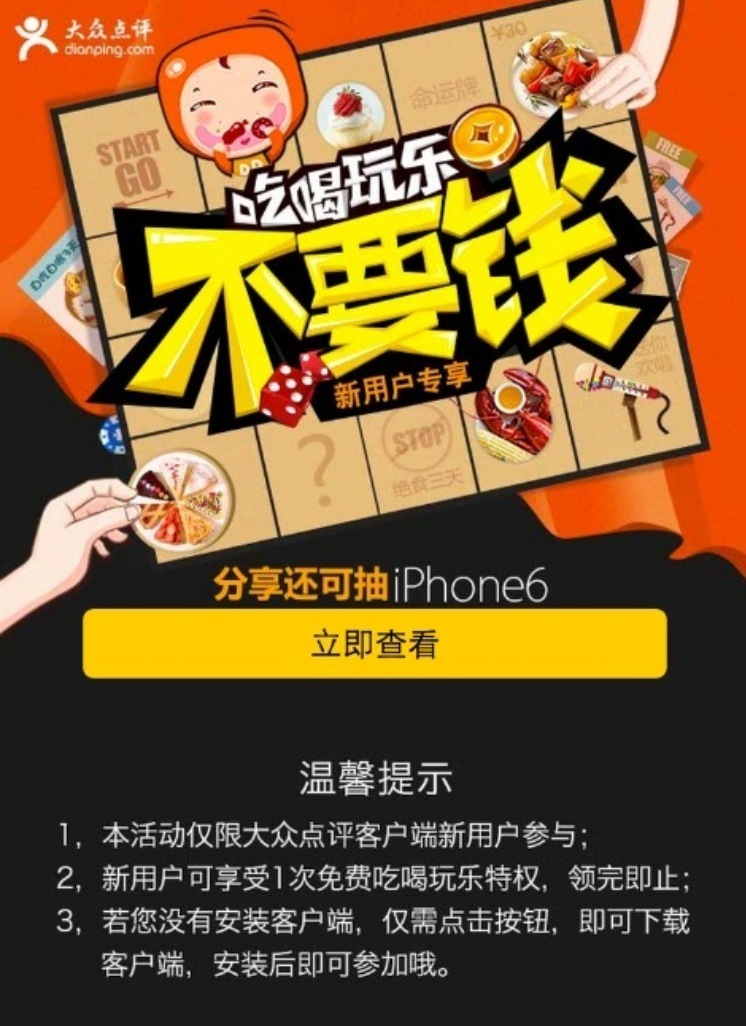 大众点评
dianping.com
¥30
命运牌
START
GO
FREE
FREE
吃喝玩乐
不要钱
新用户专享
欢唱
?
STOP
绝食三天
分享还可抽iPhone6
立即查看
温馨提示
1，本活动仅限大众点评客户端新用户参与；
2，新用户可享受1次免费吃喝玩乐特权，领完即止；
3，若您没有安装客户端，仅需点击按钮，即可下载
客户端，安装后即可参加哦。